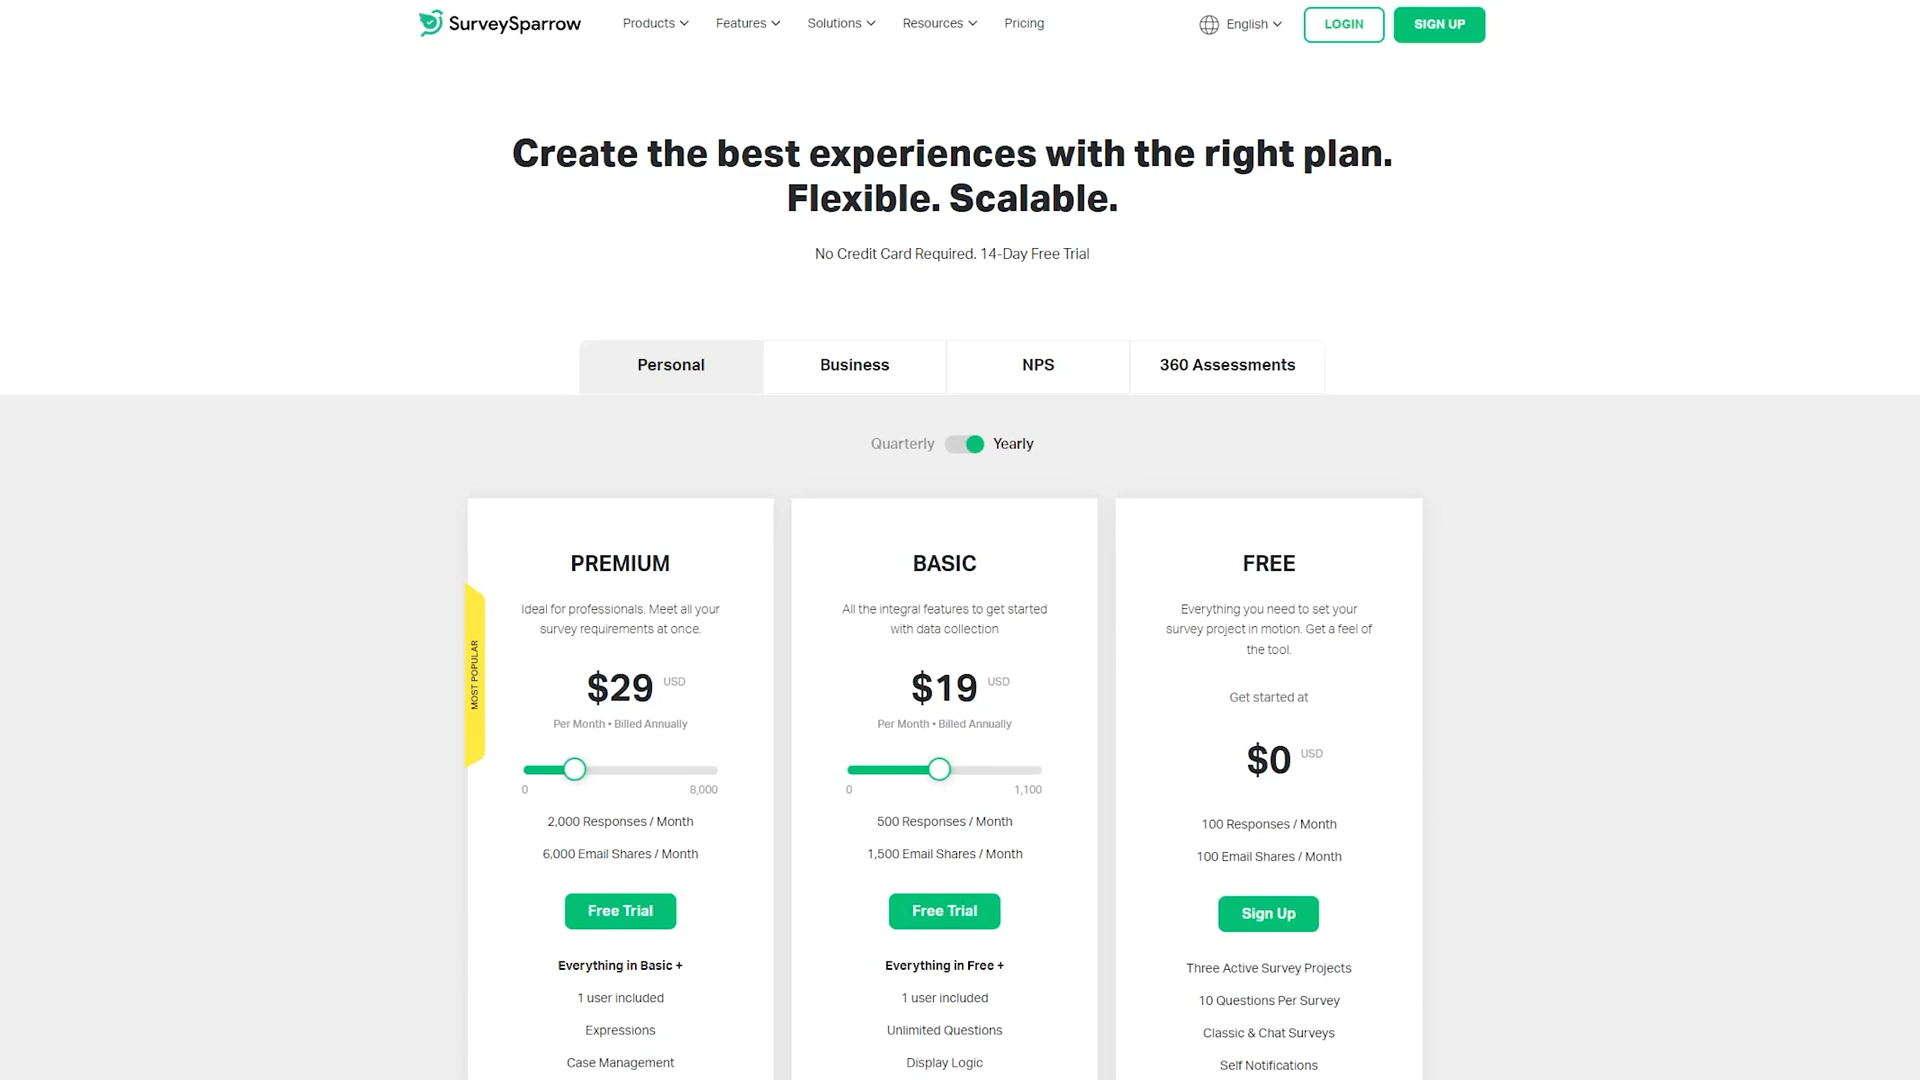 SurveySparrow
Products
Features
Solutions
Resources
Pricing
English
LOGIN
SIGN UP
Create the best experiences with the right plan.
Flexible. Scalable.
No Credit Card Required. 14-Day Free Trial
Personal
Business
NPS
360 Assessments
Quarterly
Yearly
MOST POPULAR
PREMIUM
Ideal for professionals. Meet all your
survey requirements at once.
$29 USD
Per Month • Billed Annually
0
8,000
2,000 Responses / Month
6,000 Email Shares / Month
Free Trial
Everything in Basic +
1 user included
Expressions
Case Management
BASIC
All the integral features to get started
with data collection
$19 USD
Per Month • Billed Annually
0
1,100
500 Responses / Month
1,500 Email Shares / Month
Free Trial
Everything in Free +
1 user included
Unlimited Questions
Display Logic
FREE
Everything you need to set your
survey project in motion. Get a feel of
the tool.
Get started at
$0 USD
100 Responses / Month
100 Email Shares / Month
Sign Up
Three Active Survey Projects
10 Questions Per Survey
Classic & Chat Surveys
Self Notifications